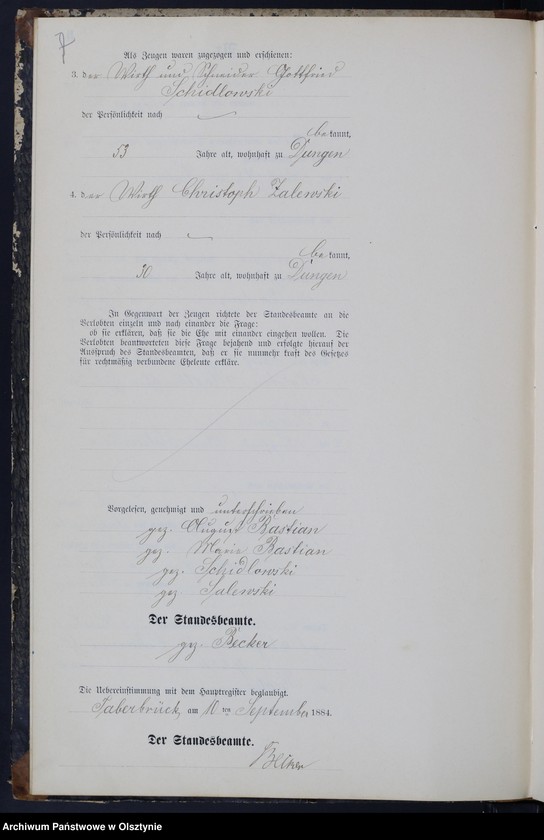 Als Zeugen waren zugezogen und erschienen:
3. der Wirth und Schneider Gottfried
Schidlowski
der Persönlichkeit nach
bekannt,
53 Jahre alt, wohnhaft zu Dungen
4. der Wirth Christoph Zalewski
der Persönlichkeit nach
bekannt,
30 Jahre alt, wohnhaft zu Dungen
In Gegenwart der Zeugen richtete der Standesbeamte an die
Verlobten einzeln und nach einander die Frage:
ob sie erklären, daß sie die Ehe mit einander eingehen wollen. Die
Verlobten beantworteten diese Frage bejahend und erfolgte hierauf der
Ausspruch des Standesbeamten, daß er sie nunmehr kraft des Gesetzes
für rechtmäßig verbundene Eheleute erkläre.
Vorgelesen, genehmigt und unterschrieben
gez. August Bastian
gez. Marie Bastian
gez. Schidlowski
gez Salewski
Der Standesbeamte.
gez. Becker
Die Uebereinstimmung mit dem Hauptregister beglaubigt.
Taberbrück, am ten September 1884.
Der Standesbeamte.
Becker
Archiwum Państwowe w Olsztynie